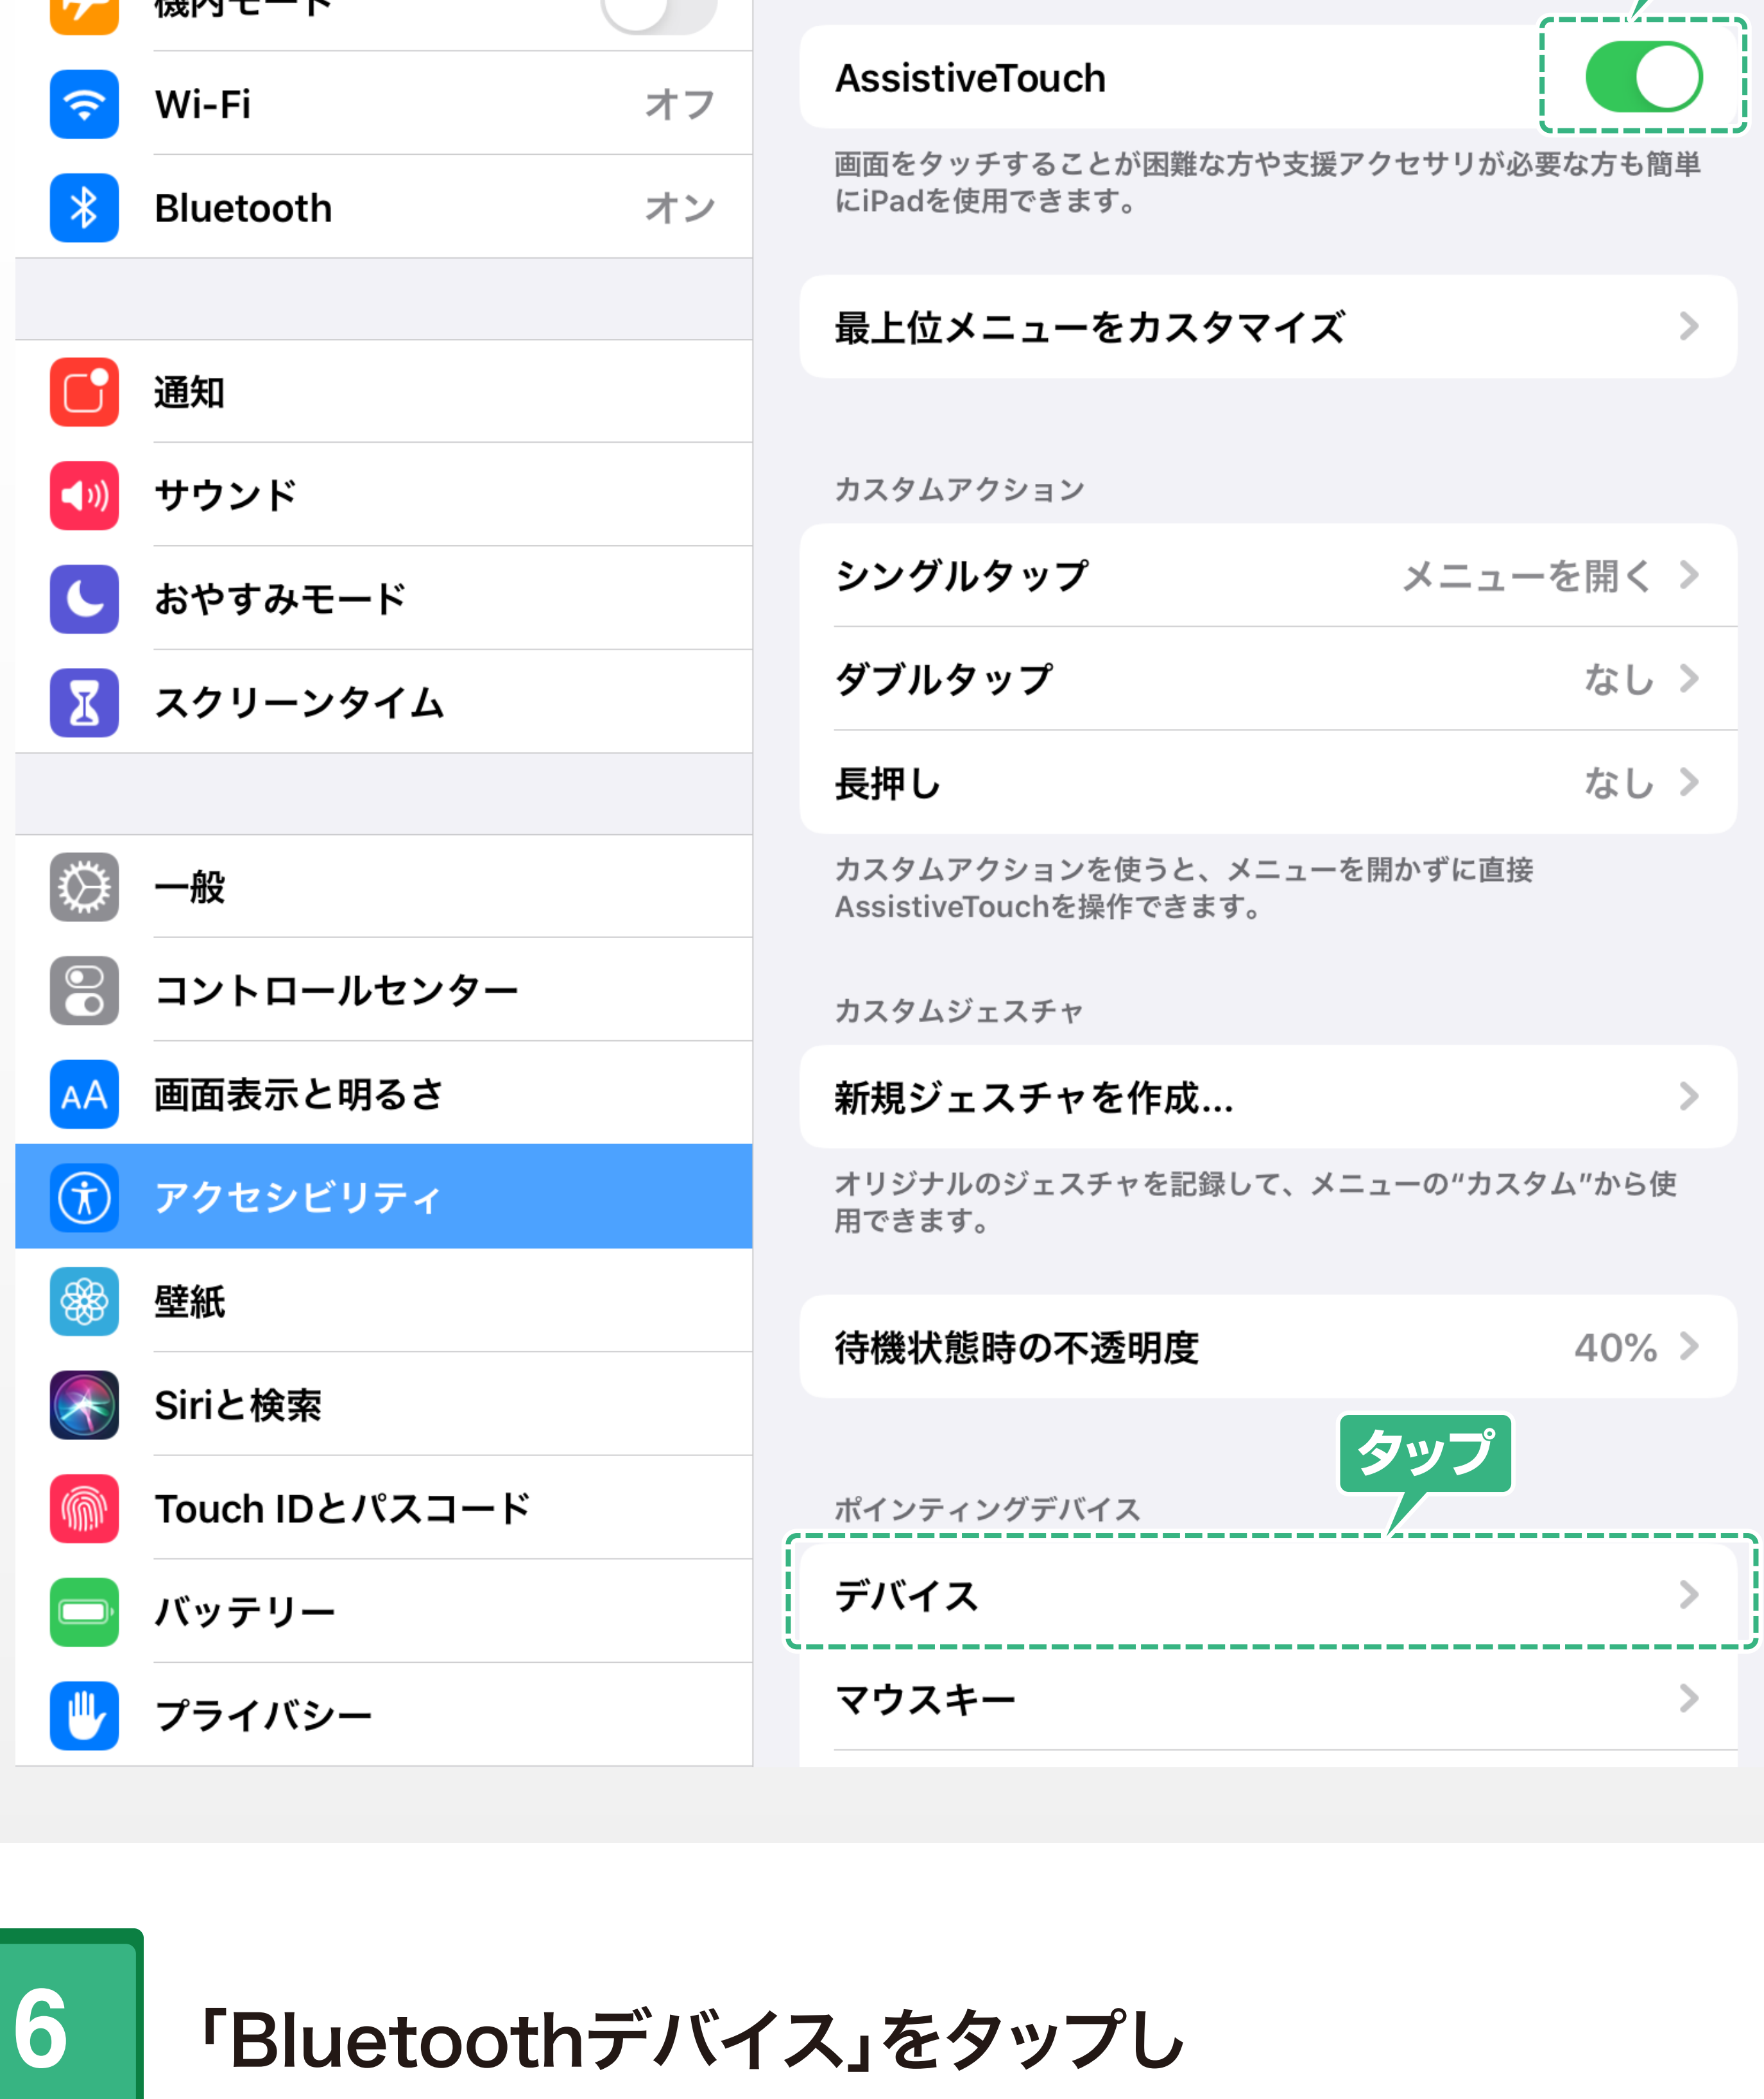 機内モード
Wi-Fi オフ
Bluetooth オン
通知
サウンド
おやすみモード
スクリーンタイム
一般
コントロールセンター
AA 画面表示と明るさ
アクセシビリティ
壁紙
Siriと検索
Touch IDとパスコード
バッテリー
プライバシー
AssistiveTouch
画面をタッチすることが困難な方や支援アクセサリが必要な方も簡単
にiPadを使用できます。
最上位メニューをカスタマイズ
カスタムアクション
シングルタップ メニューを開く
ダブルタップ なし
長押し なし
カスタムアクションを使うと、メニューを開かずに直接
AssistiveTouchを操作できます。
カスタムジェスチャ
新規ジェスチャを作成...
オリジナルのジェスチャを記録して、メニューの“カスタム”から使
用できます。
待機状態時の不透明度 40%
タップ
ポインティングデバイス
デバイス
マウスキー
6 「Bluetoothデバイス」をタップし